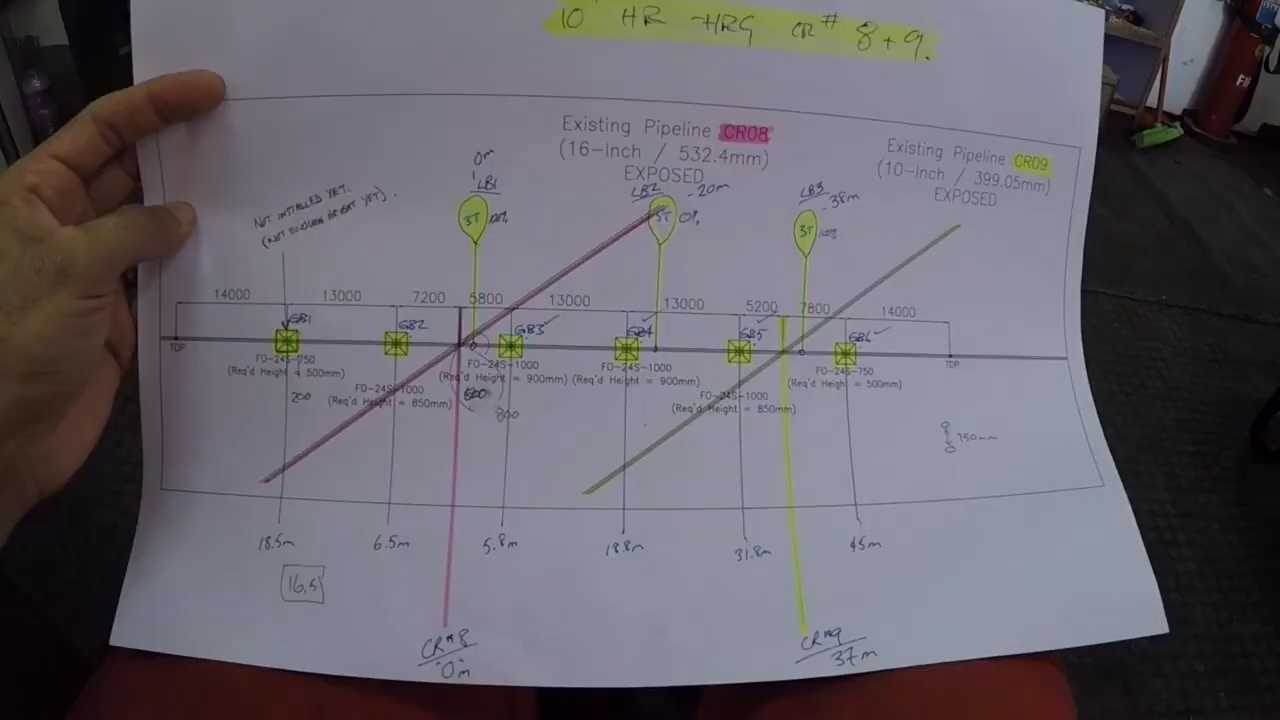 10" HR -HRG CR# 8+9.
Existing Pipeline CR08
(16-Inch / 532.4mm)
EXPOSED
Existing Pipeline CR09
(10-Inch / 399.05mm)
EXPOSED
0m
LB1
3T 100%
LB2 -20m
3T 0%
LB3 -38m
3T 100%
NOT INSTALLED YET.
(NOT ENOUGH HEIGHT YET).
14000 13000 7200 5800 13000 13000 5200 7800 14000
GB1 GB2 GB3 ✓ GB4 ✓ GB5 ✓ GB6 ✓
TDP
TDP
FO-24S-750
(Req'd Height = 500mm)
FO-24S-1000
(Req'd Height = 850mm)
FO-24S-1000
(Req'd Height = 900mm)
FO-24S-1000
(Req'd Height = 900mm)
FO-24S-1000
(Req'd Height = 850mm)
FO-24S-750
(Req'd Height = 500mm)
200
800
750mm
18.5m 6.5m 5.8m 18.8m 31.8m 45m
16.5
CR#8
0m
CR#9
37m